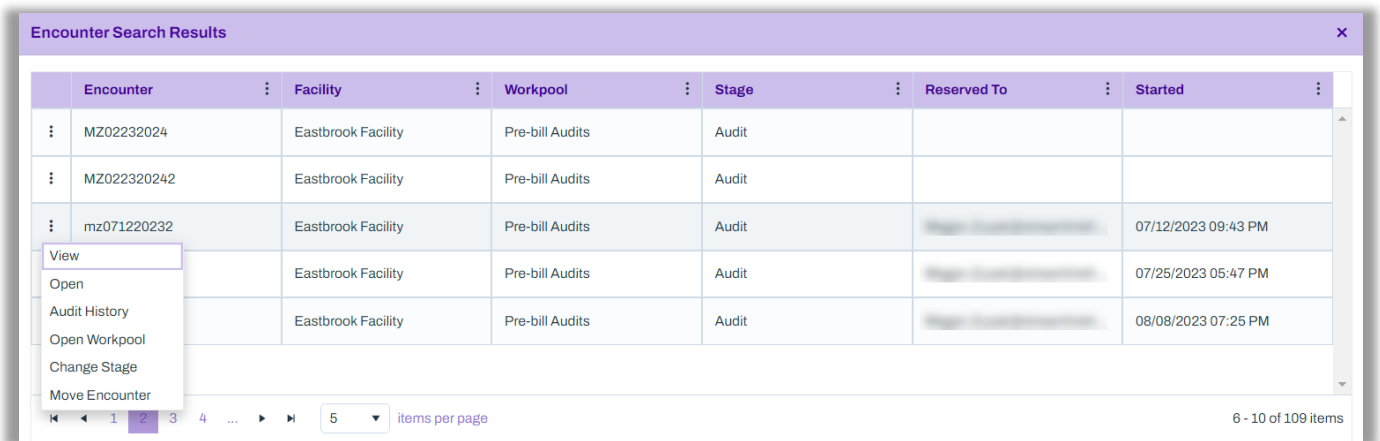 Encounter Search Results
Encounter Facility Workpool Stage Reserved To Started
MZ02232024 Eastbrook Facility Pre-bill Audits Audit
MZ022320242 Eastbrook Facility Pre-bill Audits Audit
mz071220232 Eastbrook Facility Pre-bill Audits Audit 07/12/2023 09:43 PM
View
Open
Eastbrook Facility Pre-bill Audits Audit 07/25/2023 05:47 PM
Audit History
Eastbrook Facility Pre-bill Audits Audit 08/08/2023 07:25 PM
Open Workpool
Change Stage
Move Encounter
1 2 3 4 ... 5 items per page 6 - 10 of 109 items